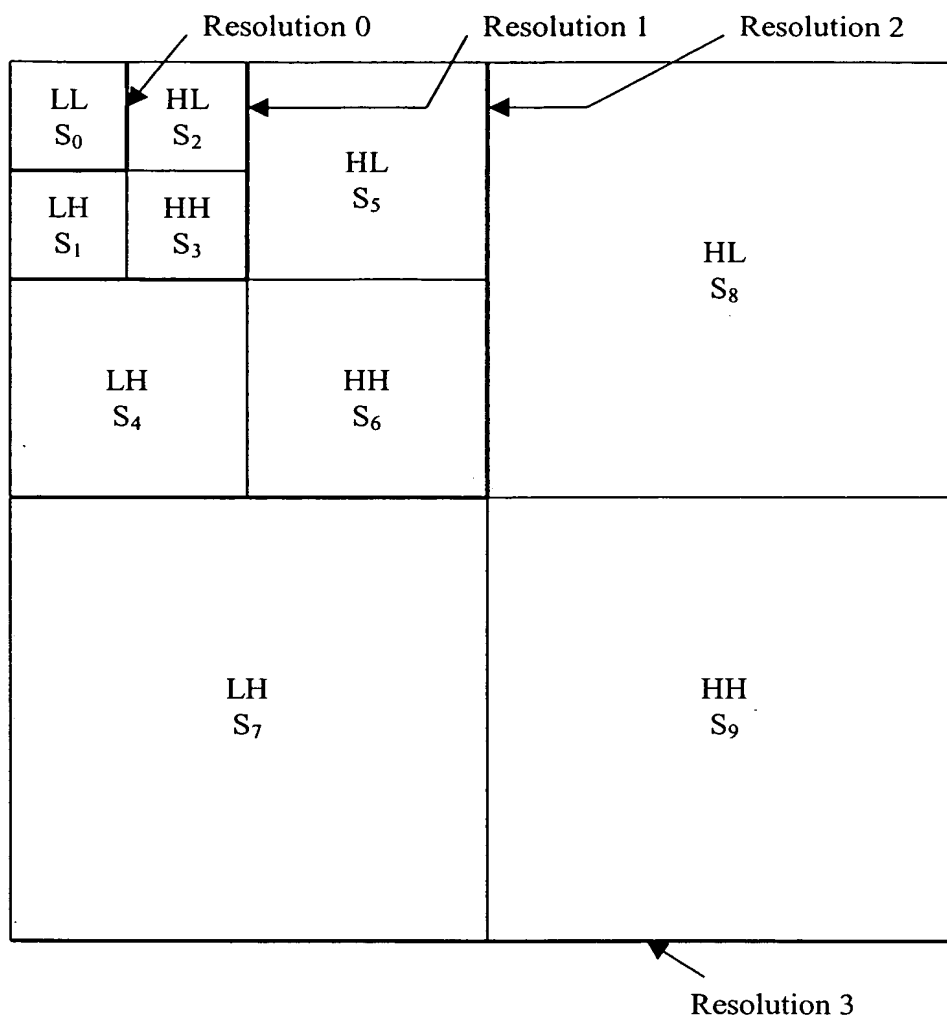 Resolution 0
Resolution 1
Resolution 2
LL
S₀
HL
S₂
LH
S₁
HH
S₃
HL
S₅
LH
S₄
HH
S₆
HL
S₈
LH
S₇
HH
S₉
Resolution 3